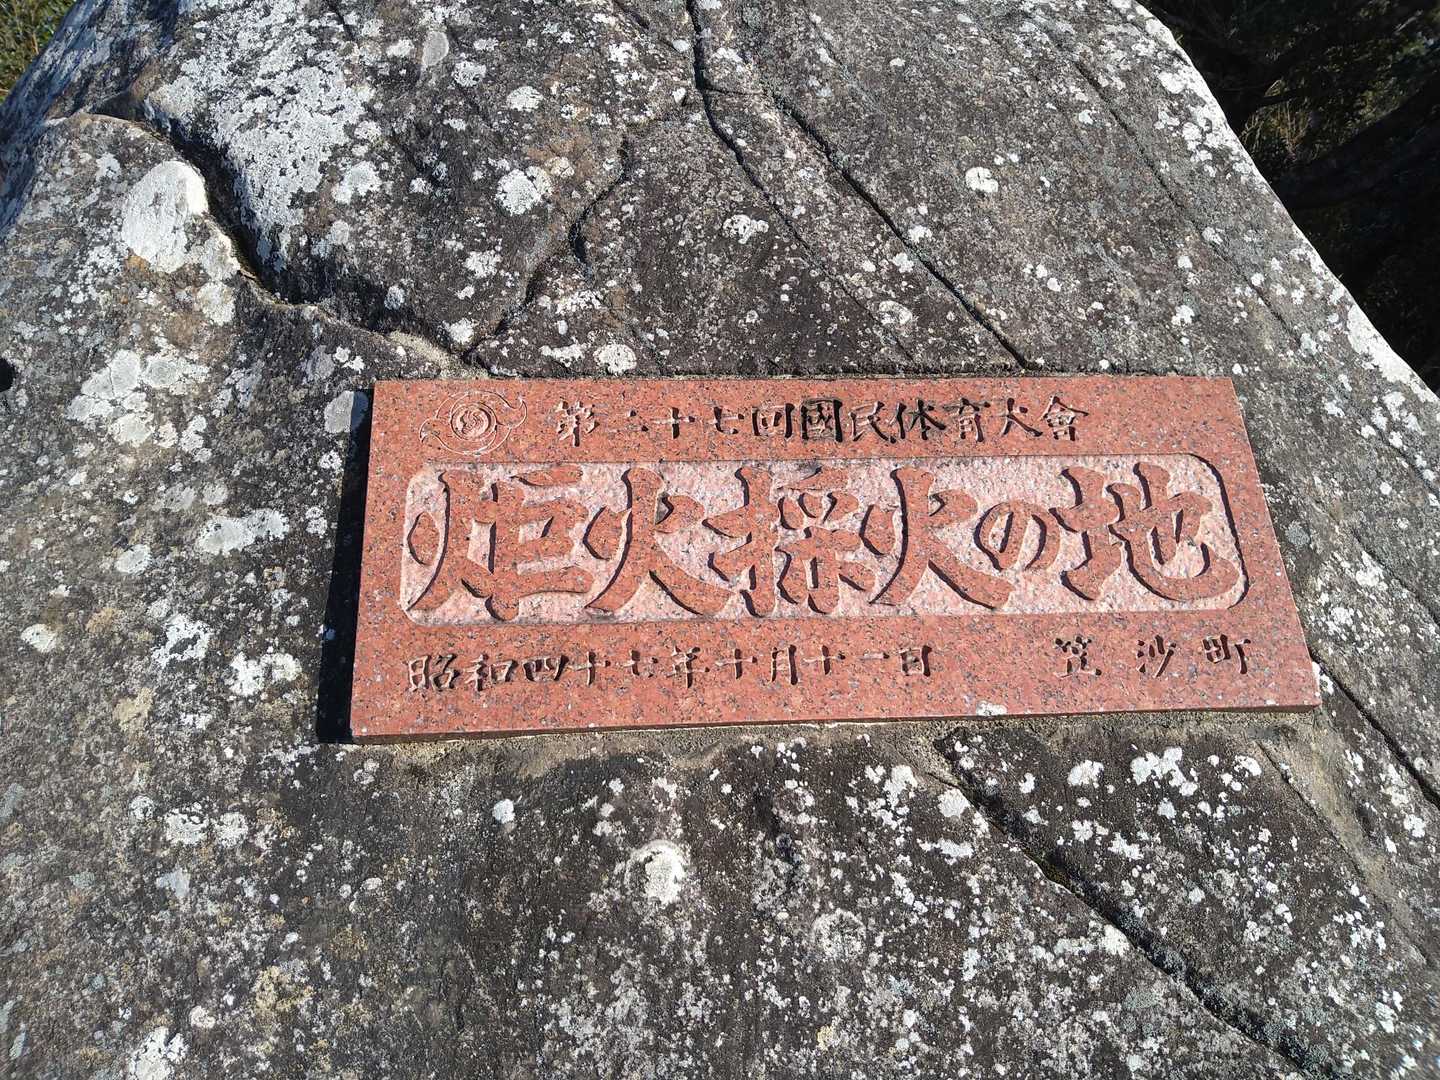 第二十七回國民体育大會
炬火採火の地
昭和四十七年十月十一日 笠沙町